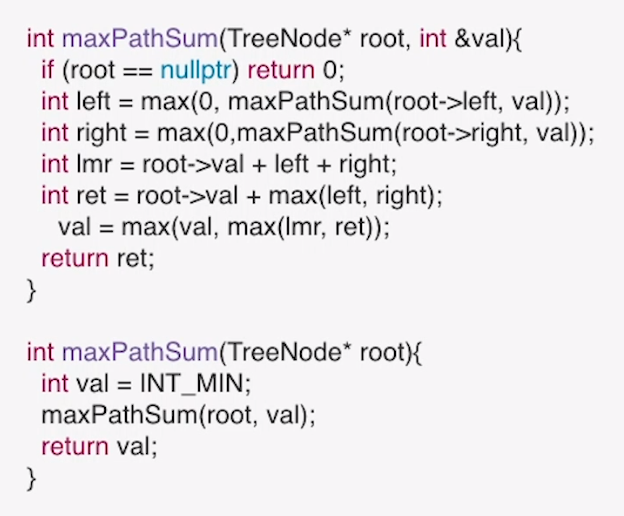 int maxPathSum(TreeNode* root, int &val){
if (root == nullptr) return 0;
int left = max(0, maxPathSum(root->left, val));
int right = max(0,maxPathSum(root->right, val));
int lmr = root->val + left + right;
int ret = root->val + max(left, right);
val = max(val, max(lmr, ret));
return ret;
}
int maxPathSum(TreeNode* root){
int val = INT_MIN;
maxPathSum(root, val);
return val;
}